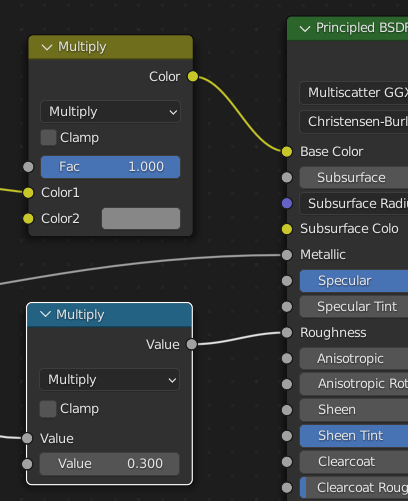 Multiply
Color
Multiply
Clamp
Fac 1.000
Color1
Color2
Multiply
Value
Multiply
Clamp
Value
Value 0.300
Principled BSDF
Multiscatter GGX
Christensen-Burl
Base Color
Subsurface
Subsurface Radiu
Subsurface Colo
Metallic
Specular
Specular Tint
Roughness
Anisotropic
Anisotropic Rot
Sheen
Sheen Tint
Clearcoat
Clearcoat Roug